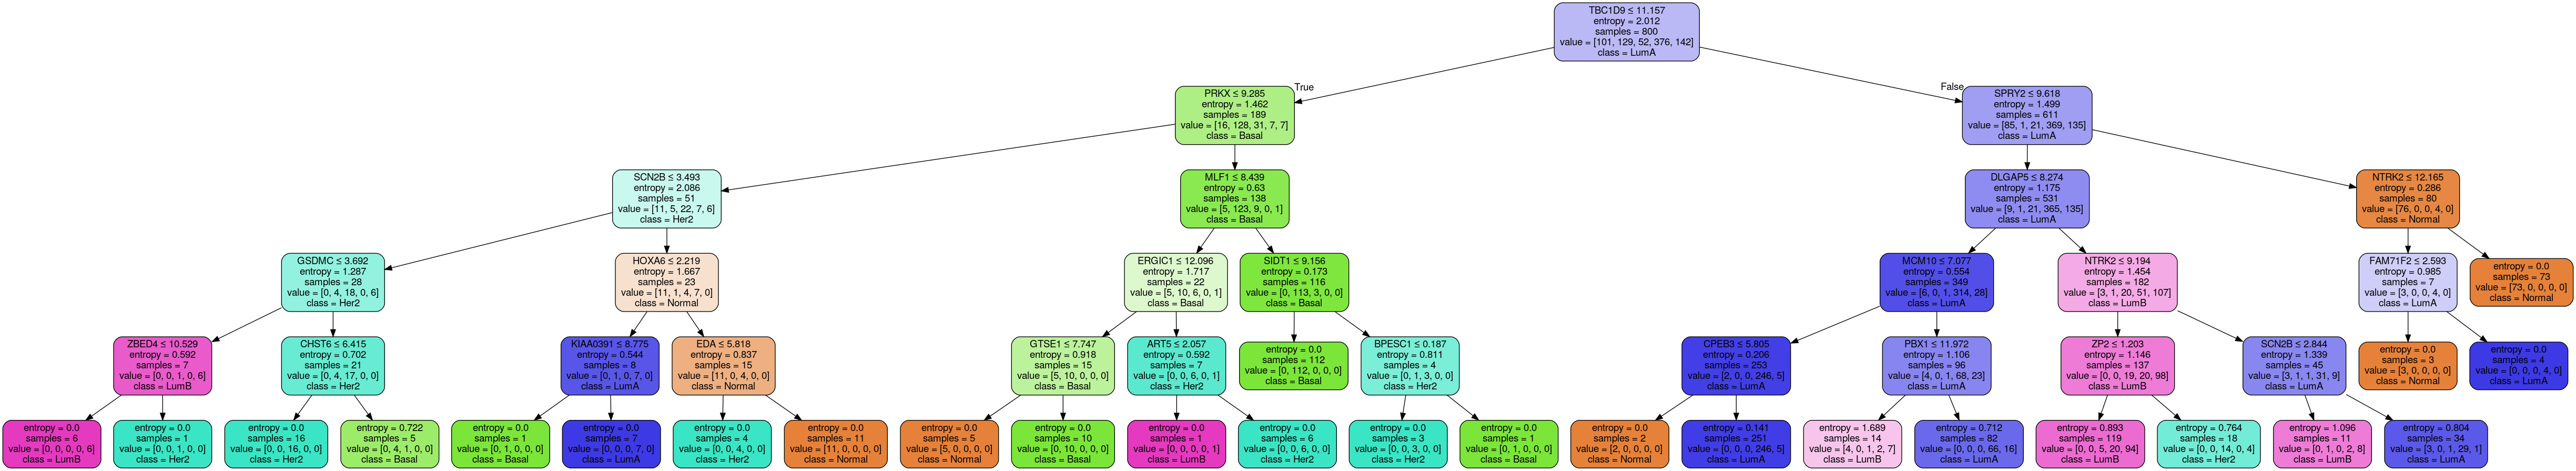 TBC1D9 ≤ 11.157
entropy = 2.012
samples = 800
value = [101, 129, 52, 376, 142]
class = LumA
True
False
PRKX ≤ 9.285
entropy = 1.462
samples = 189
value = [16, 128, 31, 7, 7]
class = Basal
SPRY2 ≤ 9.618
entropy = 1.499
samples = 611
value = [85, 1, 21, 369, 135]
class = LumA
SCN2B ≤ 3.493
entropy = 2.086
samples = 51
value = [11, 5, 22, 7, 6]
class = Her2
MLF1 ≤ 8.439
entropy = 0.63
samples = 138
value = [5, 123, 9, 0, 1]
class = Basal
DLGAP5 ≤ 8.274
entropy = 1.175
samples = 531
value = [9, 1, 21, 365, 135]
class = LumA
NTRK2 ≤ 12.165
entropy = 0.286
samples = 80
value = [76, 0, 0, 4, 0]
class = Normal
GSDMC ≤ 3.692
entropy = 1.287
samples = 28
value = [0, 4, 18, 0, 6]
class = Her2
HOXA6 ≤ 2.219
entropy = 1.667
samples = 23
value = [11, 1, 4, 7, 0]
class = Normal
ERGIC1 ≤ 12.096
entropy = 1.717
samples = 22
value = [5, 10, 6, 0, 1]
class = Basal
SIDT1 ≤ 9.156
entropy = 0.173
samples = 116
value = [0, 113, 3, 0, 0]
class = Basal
MCM10 ≤ 7.077
entropy = 0.554
samples = 349
value = [6, 0, 1, 314, 28]
class = LumA
NTRK2 ≤ 9.194
entropy = 1.454
samples = 182
value = [3, 1, 20, 51, 107]
class = LumB
FAM71F2 ≤ 2.593
entropy = 0.985
samples = 7
value = [3, 0, 0, 4, 0]
class = LumA
entropy = 0.0
samples = 73
value = [73, 0, 0, 0, 0]
class = Normal
ZBED4 ≤ 10.529
entropy = 0.592
samples = 7
value = [0, 0, 1, 0, 6]
class = LumB
CHST6 ≤ 6.415
entropy = 0.702
samples = 21
value = [0, 4, 17, 0, 0]
class = Her2
KIAA0391 ≤ 8.775
entropy = 0.544
samples = 8
value = [0, 1, 0, 7, 0]
class = LumA
EDA ≤ 5.818
entropy = 0.837
samples = 15
value = [11, 0, 4, 0, 0]
class = Normal
GTSE1 ≤ 7.747
entropy = 0.918
samples = 15
value = [5, 10, 0, 0, 0]
class = Basal
ART5 ≤ 2.057
entropy = 0.592
samples = 7
value = [0, 0, 6, 0, 1]
class = Her2
entropy = 0.0
samples = 112
value = [0, 112, 0, 0, 0]
class = Basal
BPESC1 ≤ 0.187
entropy = 0.811
samples = 4
value = [0, 1, 3, 0, 0]
class = Her2
CPEB3 ≤ 5.805
entropy = 0.206
samples = 253
value = [2, 0, 0, 246, 5]
class = LumA
PBX1 ≤ 11.972
entropy = 1.106
samples = 96
value = [4, 0, 1, 68, 23]
class = LumA
ZP2 ≤ 1.203
entropy = 1.146
samples = 137
value = [0, 0, 19, 20, 98]
class = LumB
SCN2B ≤ 2.844
entropy = 1.339
samples = 45
value = [3, 1, 1, 31, 9]
class = LumA
entropy = 0.0
samples = 3
value = [3, 0, 0, 0, 0]
class = Normal
entropy = 0.0
samples = 4
value = [0, 0, 0, 4, 0]
class = LumA
entropy = 0.0
samples = 6
value = [0, 0, 0, 0, 6]
class = LumB
entropy = 0.0
samples = 1
value = [0, 0, 1, 0, 0]
class = Her2
entropy = 0.0
samples = 16
value = [0, 0, 16, 0, 0]
class = Her2
entropy = 0.722
samples = 5
value = [0, 4, 1, 0, 0]
class = Basal
entropy = 0.0
samples = 1
value = [0, 1, 0, 0, 0]
class = Basal
entropy = 0.0
samples = 7
value = [0, 0, 0, 7, 0]
class = LumA
entropy = 0.0
samples = 4
value = [0, 0, 4, 0, 0]
class = Her2
entropy = 0.0
samples = 11
value = [11, 0, 0, 0, 0]
class = Normal
entropy = 0.0
samples = 5
value = [5, 0, 0, 0, 0]
class = Normal
entropy = 0.0
samples = 10
value = [0, 10, 0, 0, 0]
class = Basal
entropy = 0.0
samples = 1
value = [0, 0, 0, 0, 1]
class = LumB
entropy = 0.0
samples = 6
value = [0, 0, 6, 0, 0]
class = Her2
entropy = 0.0
samples = 3
value = [0, 0, 3, 0, 0]
class = Her2
entropy = 0.0
samples = 1
value = [0, 1, 0, 0, 0]
class = Basal
entropy = 0.0
samples = 2
value = [2, 0, 0, 0, 0]
class = Normal
entropy = 0.141
samples = 251
value = [0, 0, 0, 246, 5]
class = LumA
entropy = 1.689
samples = 14
value = [4, 0, 1, 2, 7]
class = LumB
entropy = 0.712
samples = 82
value = [0, 0, 0, 66, 16]
class = LumA
entropy = 0.893
samples = 119
value = [0, 0, 5, 20, 94]
class = LumB
entropy = 0.764
samples = 18
value = [0, 0, 14, 0, 4]
class = Her2
entropy = 1.096
samples = 11
value = [0, 1, 0, 2, 8]
class = LumB
entropy = 0.804
samples = 34
value = [3, 0, 1, 29, 1]
class = LumA